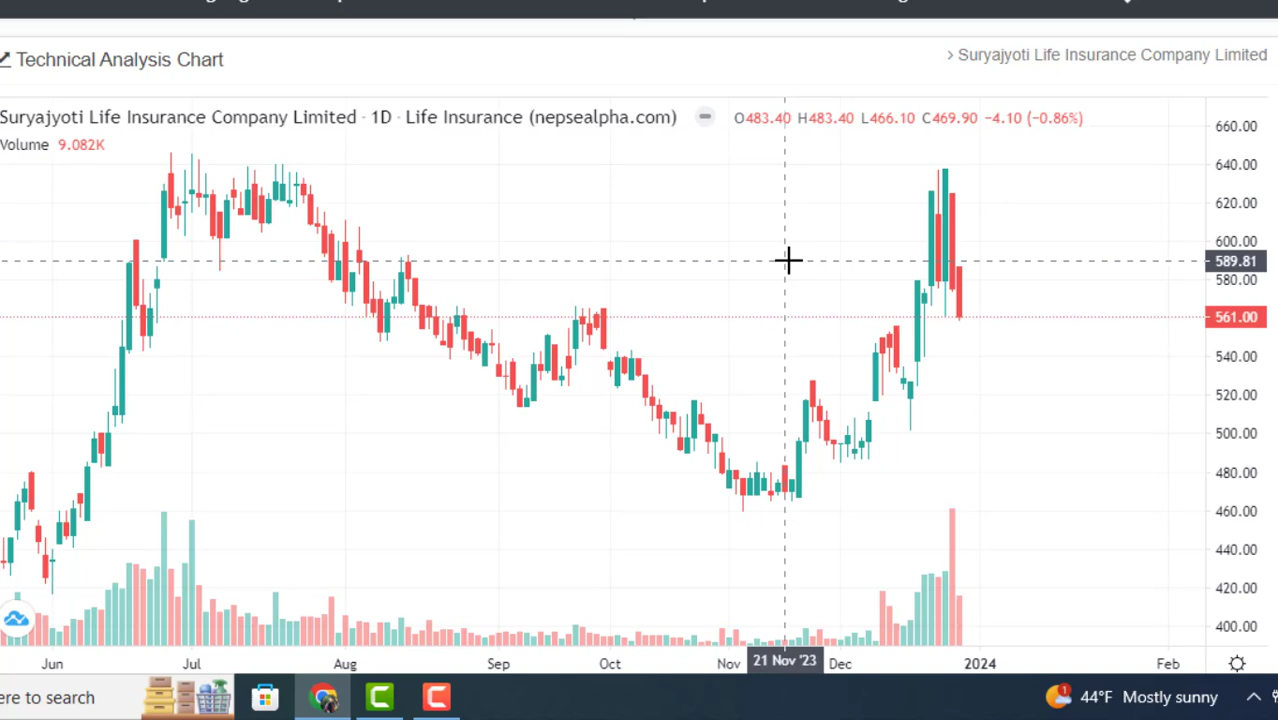 Technical Analysis Chart
› Suryajyoti Life Insurance Company Limited
Suryajyoti Life Insurance Company Limited · 1D · Life Insurance (nepsealpha.com)
O483.40 H483.40 L466.10 C469.90 −4.10 (−0.86%)
Volume 9.082K
660.00
640.00
620.00
600.00
589.81
580.00
561.00
540.00
520.00
500.00
480.00
460.00
440.00
420.00
400.00
Jun Jul Aug Sep Oct Nov 21 Nov '23 Dec 2024 Feb
ere to search
1
44°F Mostly sunny